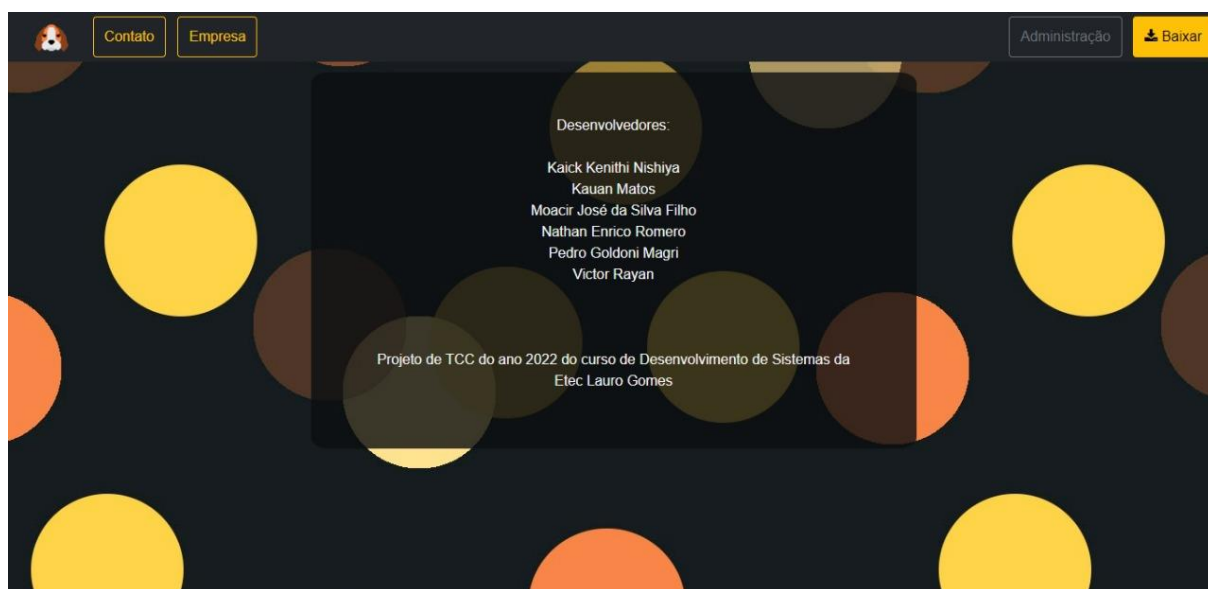 Contato
Empresa
Administração
Baixar
Desenvolvedores:
Kaick Kenithi Nishiya
Kauan Matos
Moacir José da Silva Filho
Nathan Enrico Romero
Pedro Goldoni Magri
Victor Rayan
Projeto de TCC do ano 2022 do curso de Desenvolvimento de Sistemas da
Etec Lauro Gomes